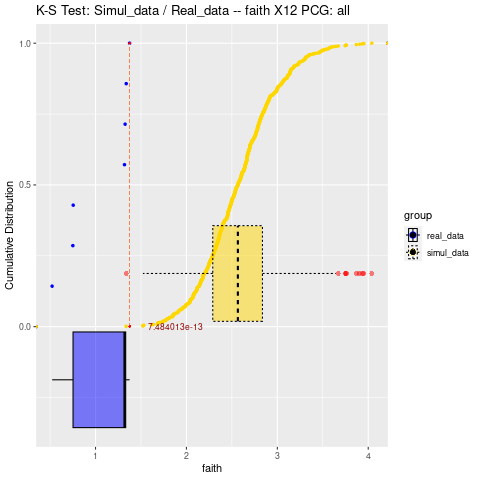 K-S Test: Simul_data / Real_data -- faith X12 PCG: all
1.0
0.5
0.0
Cumulative Distribution
7.484013e-13
1 2 3 4
faith
group
real_data
simul_data